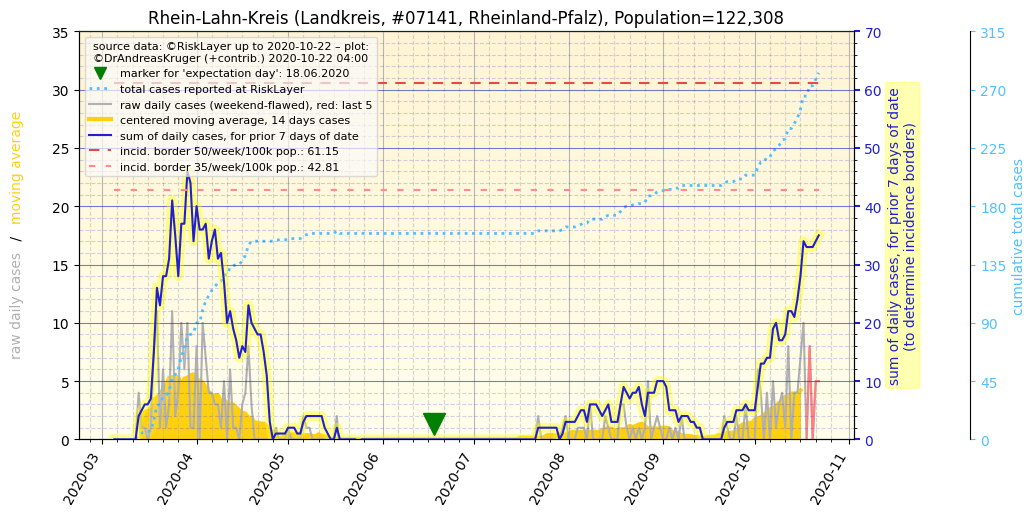 Rhein-Lahn-Kreis (Landkreis, #07141, Rheinland-Pfalz), Population=122,308
source data: ©RiskLayer up to 2020-10-22 – plot:
©DrAndreasKruger (+contrib.) 2020-10-22 04:00
marker for 'expectation day': 18.06.2020
total cases reported at RiskLayer
raw daily cases (weekend-flawed), red: last 5
centered moving average, 14 days cases
sum of daily cases, for prior 7 days of date
incid. border 50/week/100k pop.: 61.15
incid. border 35/week/100k pop.: 42.81
raw daily cases / moving average
35
30
25
20
15
10
5
0
70
60
50
40
30
20
10
0
sum of daily cases, for prior 7 days of date
(to determine incidence borders)
315
270
225
180
135
90
45
0
cumulative total cases
2020-03
2020-04
2020-05
2020-06
2020-07
2020-08
2020-09
2020-10
2020-11